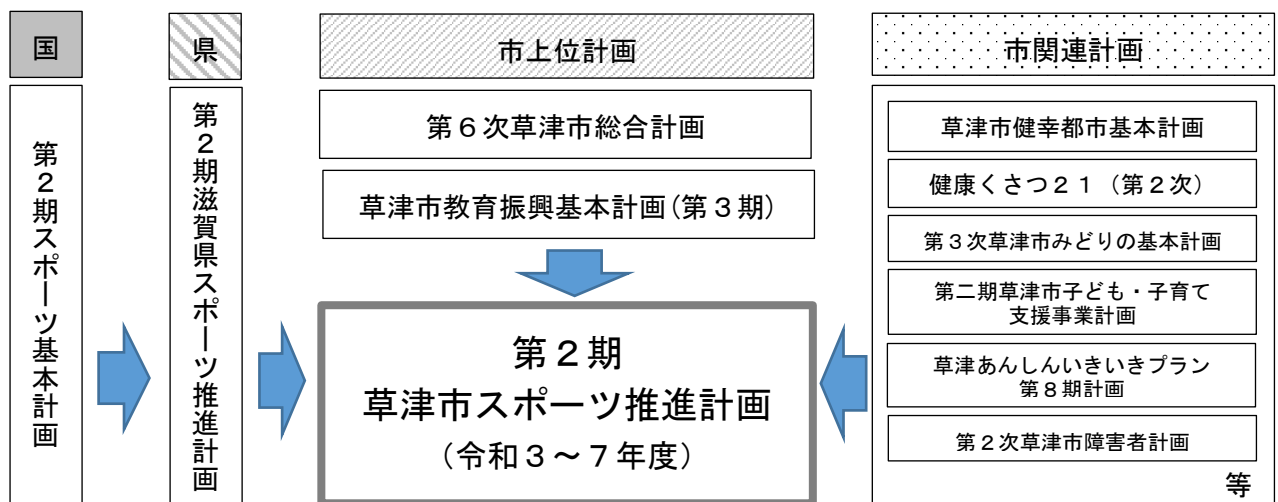 国
第２期スポーツ基本計画
県
第２期滋賀県スポーツ推進計画
市上位計画
第６次草津市総合計画
草津市教育振興基本計画（第３期）
第２期
草津市スポーツ推進計画
（令和３～７年度）
市関連計画
草津市健幸都市基本計画
健康くさつ２１（第２次）
第３次草津市みどりの基本計画
第二期草津市子ども・子育て
支援事業計画
草津あんしんいきいきプラン
第８期計画
第２次草津市障害者計画
等